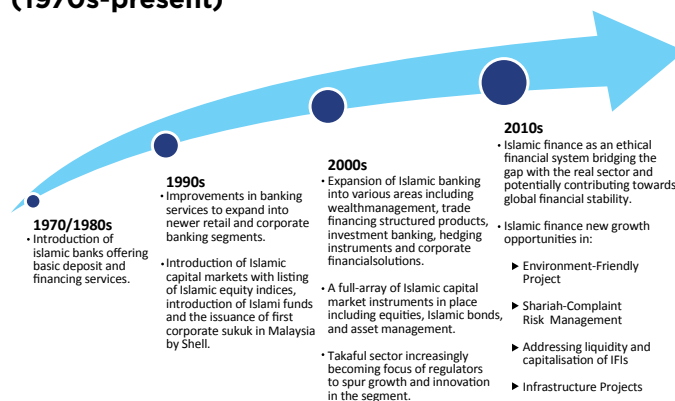 (1970s-present)
1970/1980s
• Introduction of
islamic banks offering
basic deposit and
financing services.
1990s
• Improvements in banking
services to expand into
newer retail and corporate
banking segments.
• Introduction of Islamic
capital markets with listing
of Islamic equity indices,
introduction of Islami funds
and the issuance of first
corporate sukuk in Malaysia
by Shell.
2000s
• Expansion of Islamic banking
into various areas including
wealthmanagement, trade
financing structured products,
investment banking, hedging
instruments and corporate
financialsolutions.
• A full-array of Islamic capital
market instruments in place
including equities, Islamic bonds,
and asset management.
• Takaful sector increasingly
becoming focus of regulators
to spur growth and innovation
in the segment.
2010s
• Islamic finance as an ethical
financial system bridging the
gap with the real sector and
potentially contributing towards
global financial stability.
• Islamic finance new growth
opportunities in:
▶ Environment-Friendly
Project
▶ Shariah-Complaint
Risk Management
▶ Addressing liquidity and
capitalisation of IFIs
▶ Infrastructure Projects